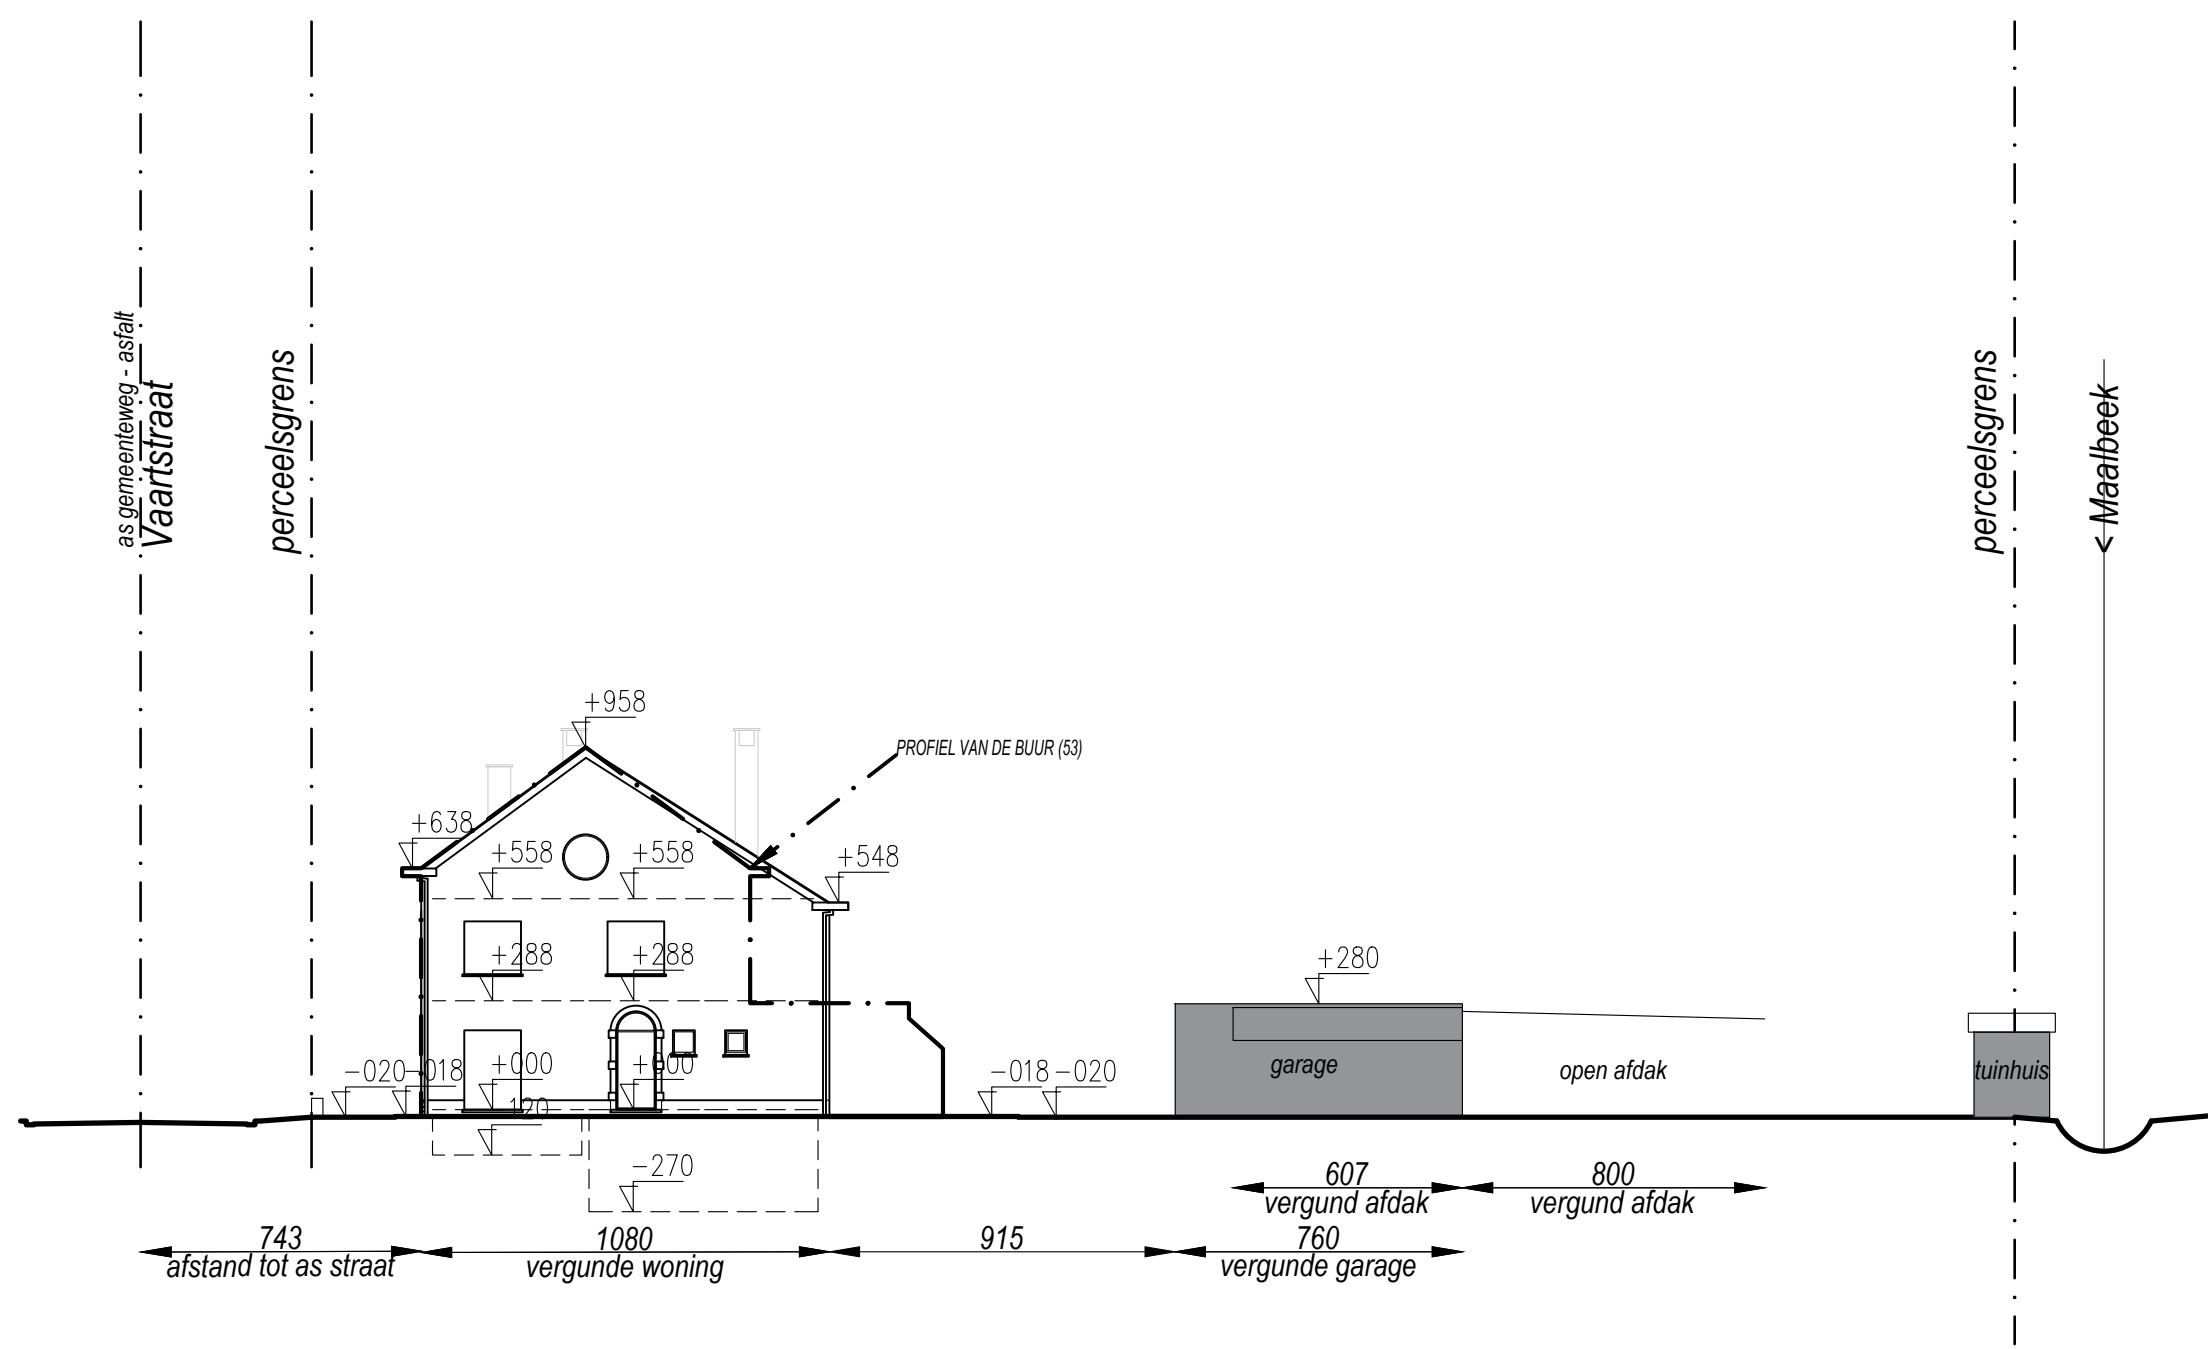 as gemeenteweg - asfalt
Vaartstraat
perceelsgrens
perceelsgrens
< Maalbeek
+958
PROFIEL VAN DE BUUR (53)
+638
+558
+558
+548
+288
+288
+280
-020
-018
+000
+000
-018
-020
garage
open afdak
tuinhuis
120
-270
607
vergund afdak
800
vergund afdak
743
afstand tot as straat
1080
vergunde woning
915
760
vergunde garage